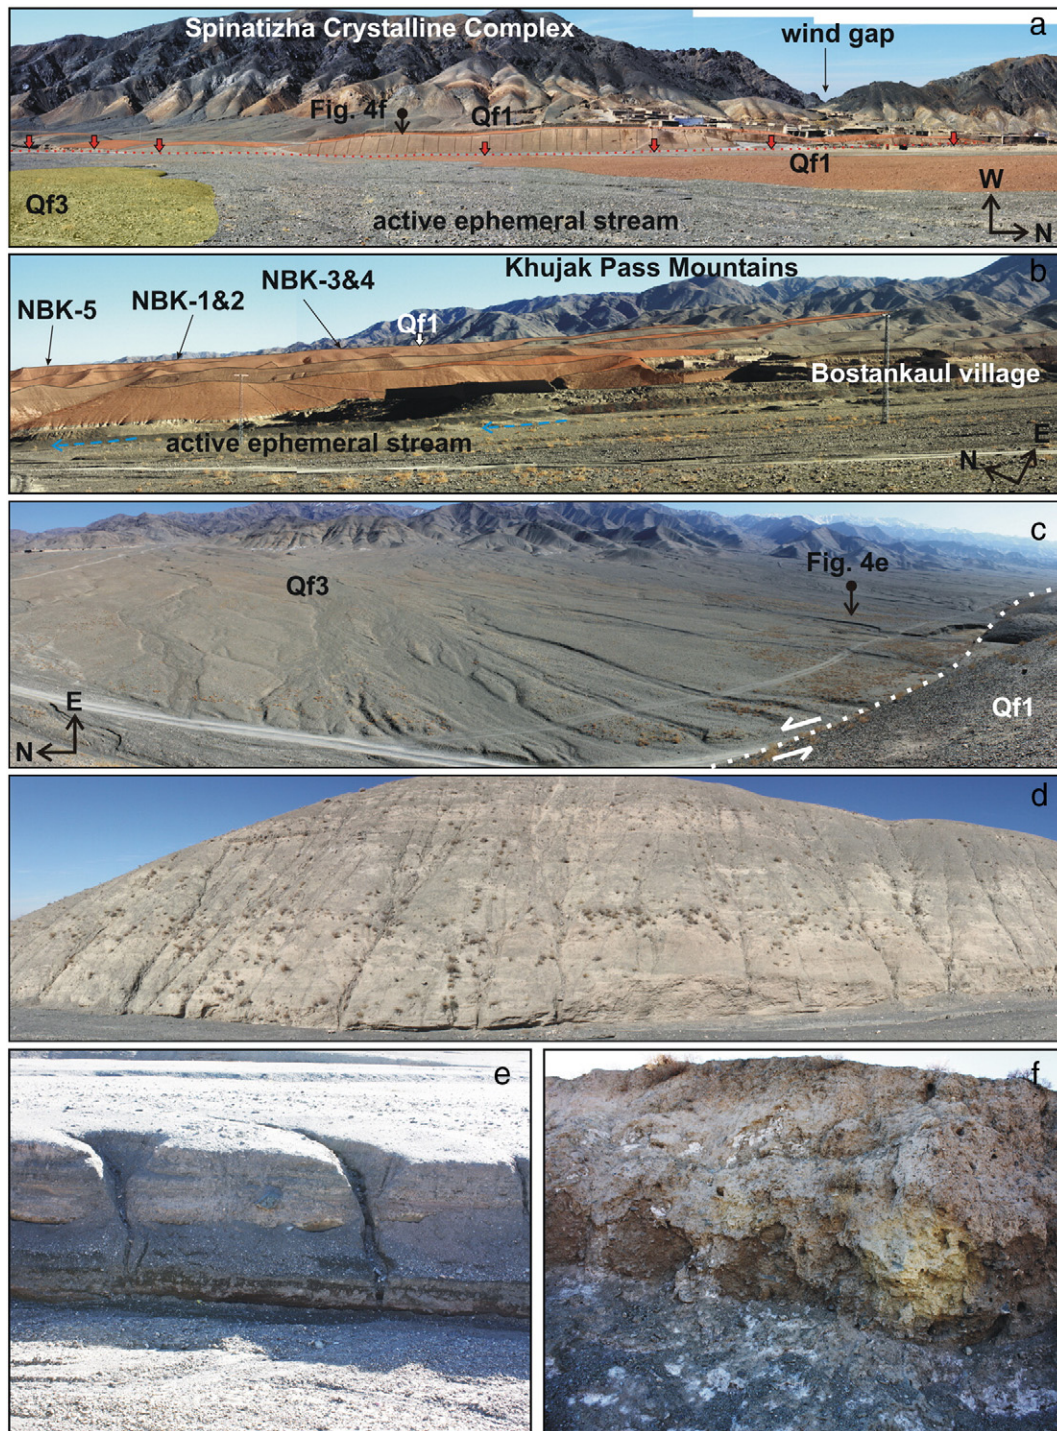 a
Spinatizha Crystalline Complex
wind gap
Fig. 4f
Qf1
Qf1
Qf3
active ephemeral stream
W
N
b
Khujak Pass Mountains
NBK-3&4
NBK-1&2
NBK-5
Qf1
Bostankaul village
active ephemeral stream
E
N
c
Fig. 4e
Qf3
E
N
Qf1
d
e
f